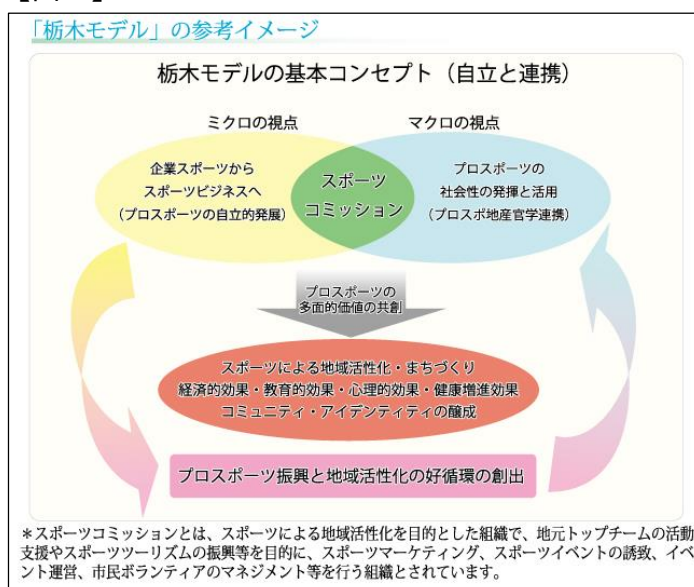 「栃木モデル」の参考イメージ
栃木モデルの基本コンセプト（自立と連携）
ミクロの視点
マクロの視点
企業スポーツから
スポーツビジネスへ
（プロスポーツの自立的発展）
スポーツ
コミッション
プロスポーツの
社会性の発揮と活用
（プロスポ地産官学連携）
プロスポーツの
多面的価値の共創
スポーツによる地域活性化・まちづくり
経済的効果・教育的効果・心理的効果・健康増進効果
コミュニティ・アイデンティティの醸成
プロスポーツ振興と地域活性化の好循環の創出
＊スポーツコミッションとは、スポーツによる地域活性化を目的とした組織で、地元トップチームの活動
支援やスポーツツーリズムの振興等を目的に、スポーツマーケティング、スポーツイベントの誘致、イベ
ント運営、市民ボランティアのマネジメント等を行う組織とされています。